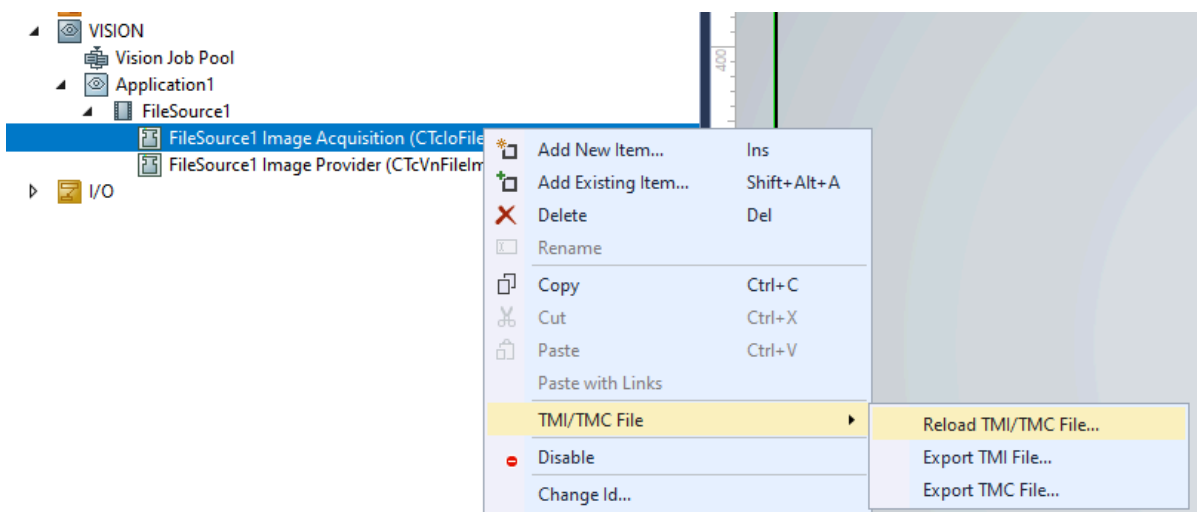 VISION
Vision Job Pool
400
Application1
FileSource1
FileSource1 Image Acquisition (CTcIoFile
FileSource1 Image Provider (CTcVnFileIm
I/O
Add New Item... Ins
Add Existing Item... Shift+Alt+A
Delete Del
Rename
Copy Ctrl+C
Cut Ctrl+X
Paste Ctrl+V
Paste with Links
TMI/TMC File
Reload TMI/TMC File...
Disable
Export TMI File...
Change Id...
Export TMC File...